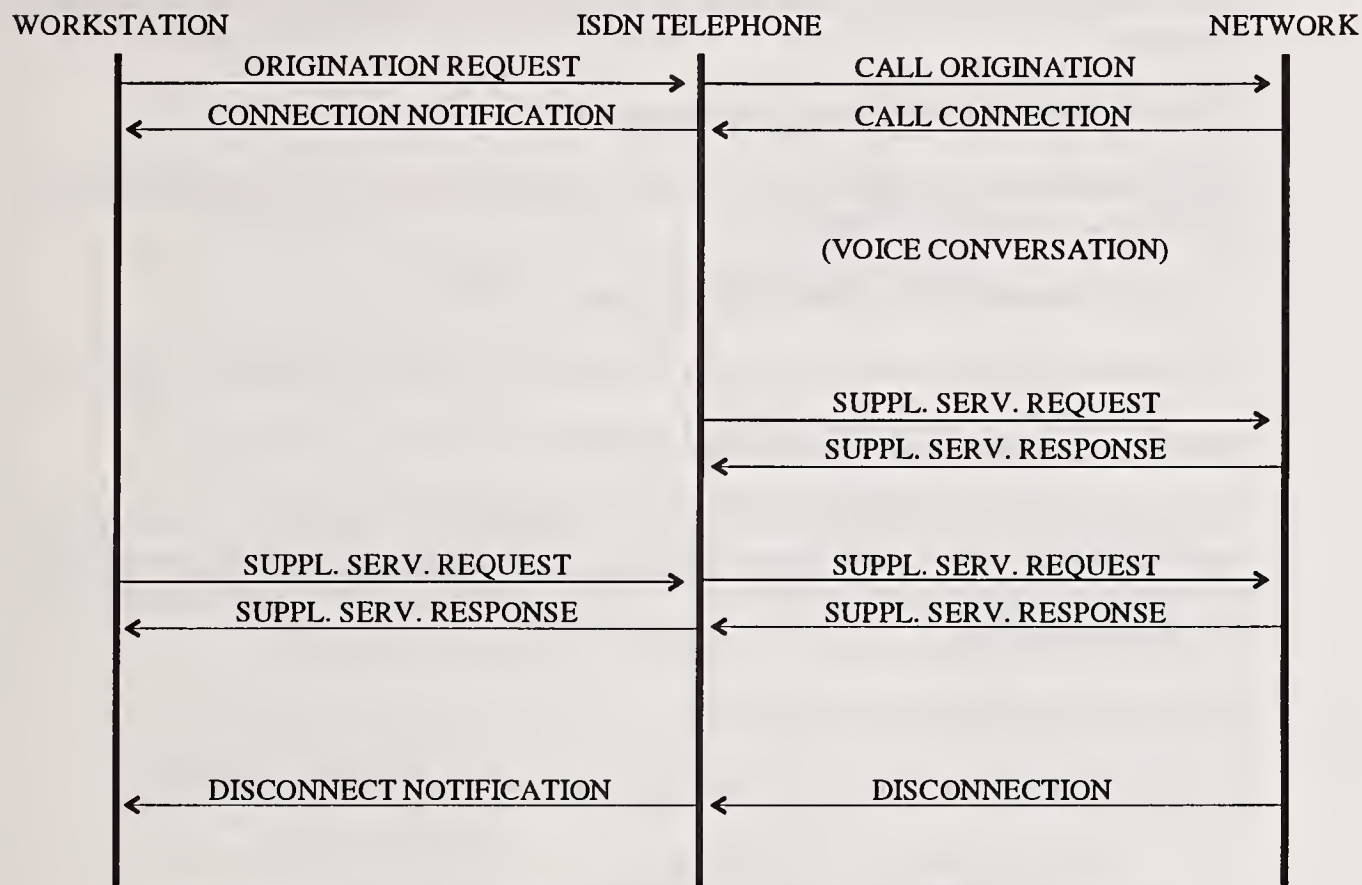 WORKSTATION ISDN TELEPHONE NETWORK
ORIGINATION REQUEST CALL ORIGINATION
CONNECTION NOTIFICATION CALL CONNECTION
(VOICE CONVERSATION)
SUPPL. SERV. REQUEST
SUPPL. SERV. RESPONSE
SUPPL. SERV. REQUEST SUPPL. SERV. REQUEST
SUPPL. SERV. RESPONSE SUPPL. SERV. RESPONSE
DISCONNECT NOTIFICATION DISCONNECTION